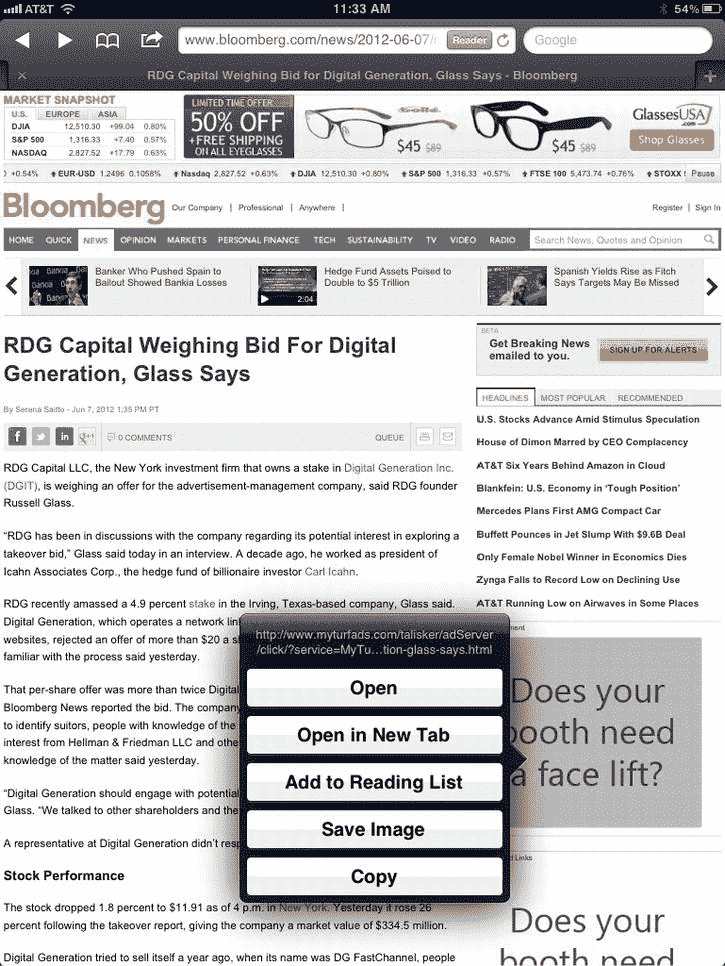 AT&T 11:33 AM 54%
www.bloomberg.com/news/2012-06-07/ Reader Google
RDG Capital Weighing Bid for Digital Generation, Glass Says - Bloomberg
MARKET SNAPSHOT
U.S. EUROPE ASIA
DJIA 12,510.30 +99.04 0.80%
S&P 500 1,316.33 +7.40 0.57%
NASDAQ 2,827.52 +17.79 0.63%
LIMITED TIME OFFER
50% OFF
+FREE SHIPPING
ON ALL EYEGLASSES
$45 $89
$45 $89
GlassesUSA
.com
Shop Glasses
+0.54% EUR-USD 1.2496 0.1058% Nasdaq 2,827.52 +0.63% DJIA 12,510.30 +0.80% S&P 500 1,316.33 +0.57% FTSE 100 5,473.74 +0.76% STOXX Pause
Bloomberg Our Company | Professional | Anywhere | Register | Sign In
HOME QUICK NEWS OPINION MARKETS PERSONAL FINANCE TECH SUSTAINABILITY TV VIDEO RADIO Search News, Quotes and Opinion
Banker Who Pushed Spain to
Bailout Showed Bankia Losses
2:04
Hedge Fund Assets Poised to
Double to $5 Trillion
Spanish Yields Rise as Fitch
Says Targets May Be Missed
RDG Capital Weighing Bid For Digital
Generation, Glass Says
By Serena Saitto - Jun 7, 2012 1:35 PM PT
0 COMMENTS QUEUE
RDG Capital LLC, the New York investment firm that owns a stake in Digital Generation Inc.
(DGIT), is weighing an offer for the advertisement-management company, said RDG founder
Russell Glass.
“RDG has been in discussions with the company regarding its potential interest in exploring a
takeover bid,” Glass said today in an interview. A decade ago, he worked as president of
Icahn Associates Corp., the hedge fund of billionaire investor Carl Icahn.
RDG recently amassed a 4.9 percent stake in the Irving, Texas-based company, Glass said.
Digital Generation, which operates a network lin
websites, rejected an offer of more than $20 a s
familiar with the process said yesterday.
That per-share offer was more than twice Digital
Bloomberg News reported the bid. The company
to identify suitors, people with knowledge of the
interest from Hellman & Friedman LLC and othe
knowledge of the matter said yesterday.
“Digital Generation should engage with potential
Glass. “We talked to other shareholders and the
A representative at Digital Generation didn’t resp
Stock Performance
The stock dropped 1.8 percent to $11.91 as of 4 p.m. in New York. Yesterday it rose 26
percent following the takeover report, giving the company a market value of $334.5 million.
Digital Generation tried to sell itself a year ago, when its name was DG FastChannel, people
http://www.myturfads.com/talisker/adServer
/click/?service=MyTu…tion-glass-says.html
Open
Open in New Tab
Add to Reading List
Save Image
Copy
BETA
Get Breaking News
emailed to you.
SIGN UP FOR ALERTS
HEADLINES MOST POPULAR RECOMMENDED
U.S. Stocks Advance Amid Stimulus Speculation
House of Dimon Marred by CEO Complacency
AT&T Six Years Behind Amazon in Cloud
Blankfein: U.S. Economy in ‘Tough Position’
Mercedes Plans First AMG Compact Car
Buffett Pounces in Jet Slump With $9.6B Deal
Only Female Nobel Winner in Economics Dies
Zynga Falls to Record Low on Declining Use
AT&T Running Low on Airwaves in Some Places
Does your
booth need
a face lift?
Links
Does your
booth need